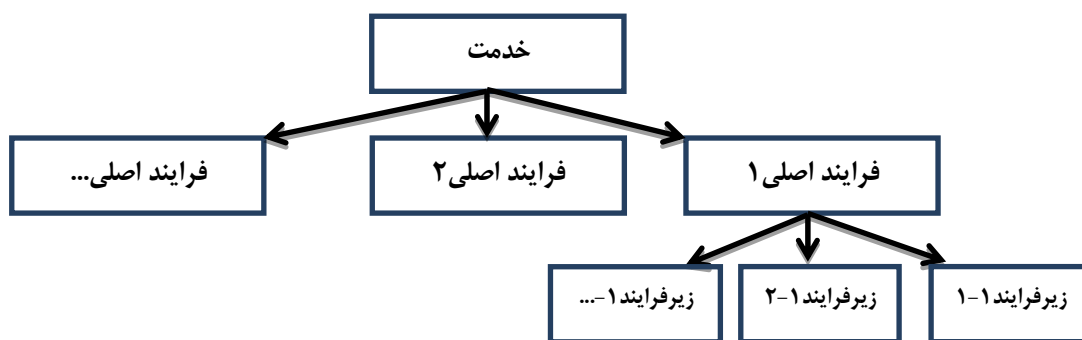 خدمت
فرایند اصلی۱
فرایند اصلی۲
فرایند اصلی...
زیرفرایند۱-۱
زیرفرایند۱-۲
زیرفرایند۱-...